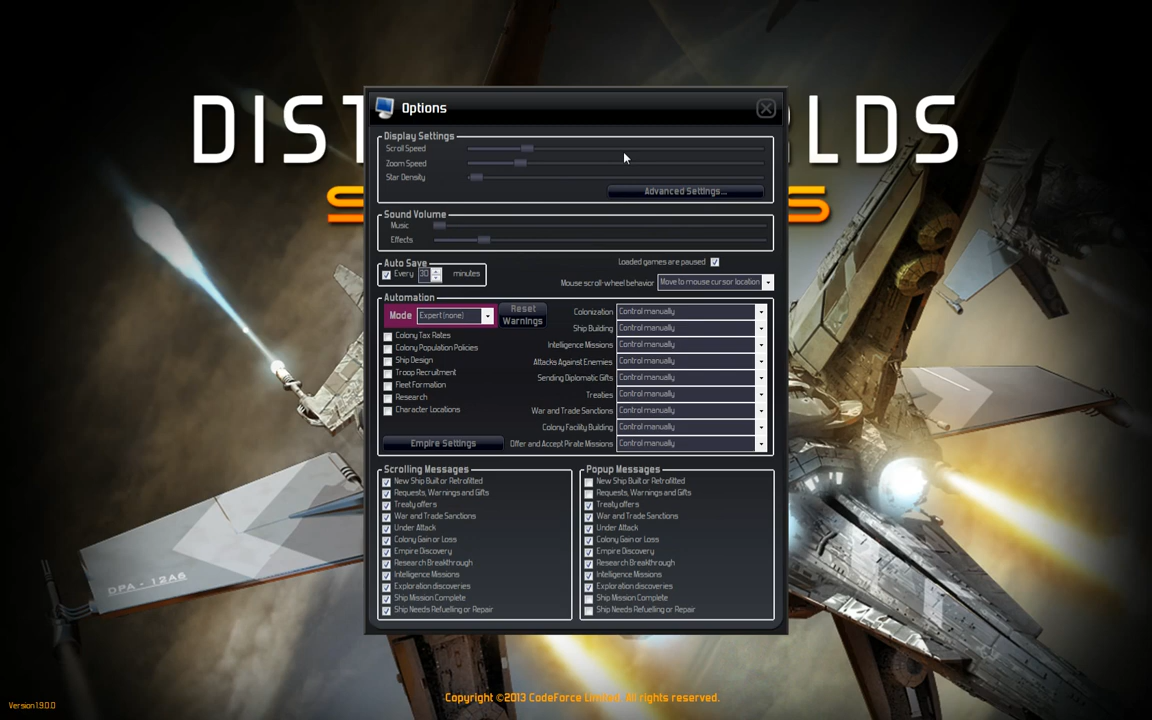 DIST RLDS
S S
Options
Display Settings
Scroll Speed
Zoom Speed
Star Density
Advanced Settings...
Sound Volume
Music
Effects
Auto Save
Every 30 minutes
Loaded games are paused
Mouse scroll-wheel behavior Move to mouse cursor location
Automation
Mode Expert (none)
Reset
Warnings
Colony Tax Rates
Colony Population Policies
Ship Design
Troop Recruitment
Fleet Formation
Research
Character Locations
Empire Settings
Colonization Control manually
Ship Building Control manually
Intelligence Missions Control manually
Attacks Against Enemies Control manually
Sending Diplomatic Gifts Control manually
Treaties Control manually
War and Trade Sanctions Control manually
Colony Facility Building Control manually
Offer and Accept Pirate Missions Control manually
Scrolling Messages
New Ship Built or Retrofitted
Requests, Warnings and Gifts
Treaty offers
War and Trade Sanctions
Under Attack
Colony Gain or Loss
Empire Discovery
Research Breakthrough
Intelligence Missions
Exploration discoveries
Ship Mission Complete
Ship Needs Refuelling or Repair
Popup Messages
New Ship Built or Retrofitted
Requests, Warnings and Gifts
Treaty offers
War and Trade Sanctions
Under Attack
Colony Gain or Loss
Empire Discovery
Research Breakthrough
Intelligence Missions
Exploration discoveries
Ship Mission Complete
Ship Needs Refuelling or Repair
DPA - 12A6
Copyright ©2013 CodeForce Limited. All rights reserved.
Version 1.9.0.0